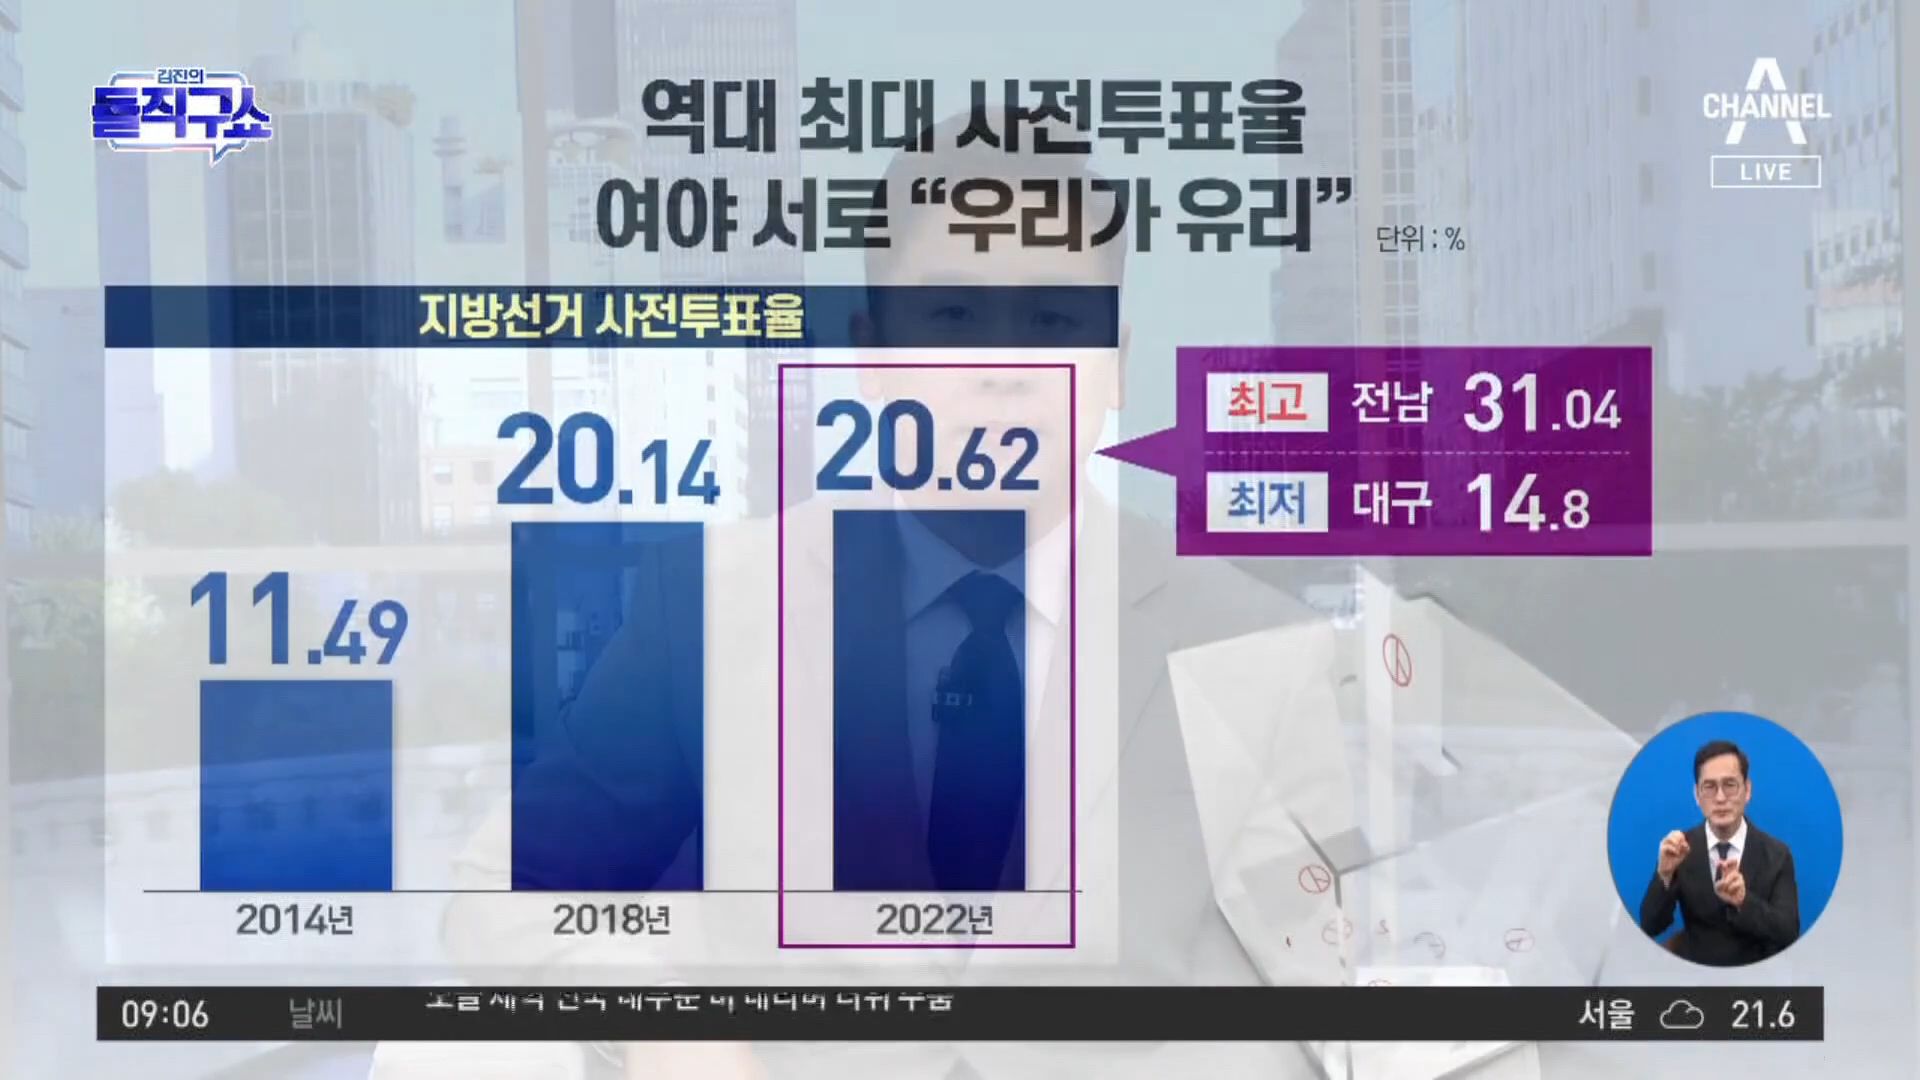 김진의
돌직구쇼
역대 최대 사전투표율
여야 서로 “우리가 유리”
단위 : %
CHANNEL A
LIVE
지방선거 사전투표율
11.49
20.14
20.62
2014년
2018년
2022년
최고 전남 31.04
최저 대구 14.8
09:06 날씨
서울 21.6